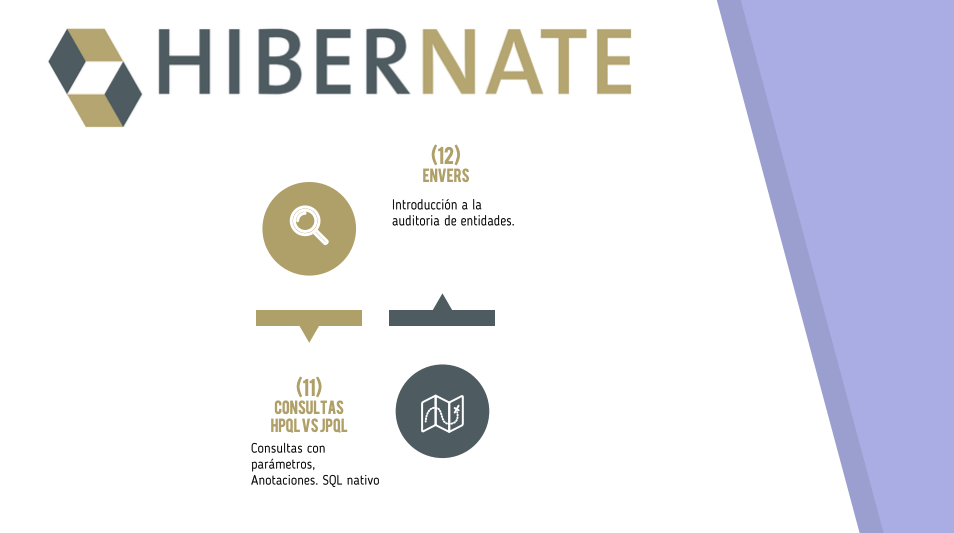 HIBERNATE
(12)
ENVERS
Introducción a la
auditoria de entidades.
(11)
CONSULTAS
HPQL VS JPQL
Consultas con
parámetros,
Anotaciones. SQL nativo